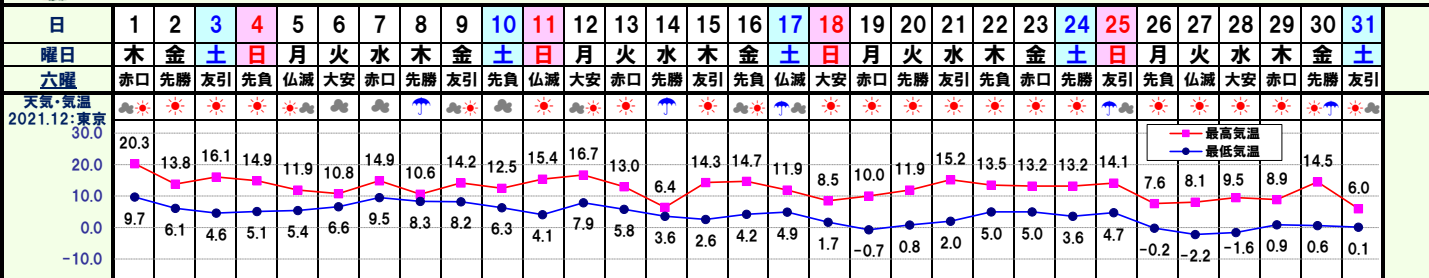 日 1 2 3 4 5 6 7 8 9 10 11 12 13 14 15 16 17 18 19 20 21 22 23 24 25 26 27 28 29 30 31
曜日 木 金 土 日 月 火 水 木 金 土 日 月 火 水 木 金 土 日 月 火 水 木 金 土 日 月 火 水 木 金 土
六曜 赤口 先勝 友引 先負 仏滅 大安 赤口 先勝 友引 先負 仏滅 大安 赤口 先勝 友引 先負 仏滅 大安 赤口 先勝 友引 先負 赤口 先勝 友引 先負 仏滅 大安 赤口 先勝 友引
天気・気温
2021.12:東京
30.0
最高気温
最低気温
20.3 13.8 16.1 14.9 11.9 10.8 14.9 10.6 14.2 12.5 15.4 16.7 13.0 6.4 14.3 14.7 11.9 8.5 10.0 11.9 15.2 13.5 13.2 13.2 14.1 7.6 8.1 9.5 8.9 14.5 6.0
20.0
10.0
9.7 6.1 4.6 5.1 5.4 6.6 9.5 8.3 8.2 6.3 4.1 7.9 5.8 3.6 2.6 4.2 4.9 1.7 -0.7 0.8 2.0 5.0 5.0 3.6 4.7 -0.2 -2.2 -1.6 0.9 0.6 0.1
0.0
-10.0